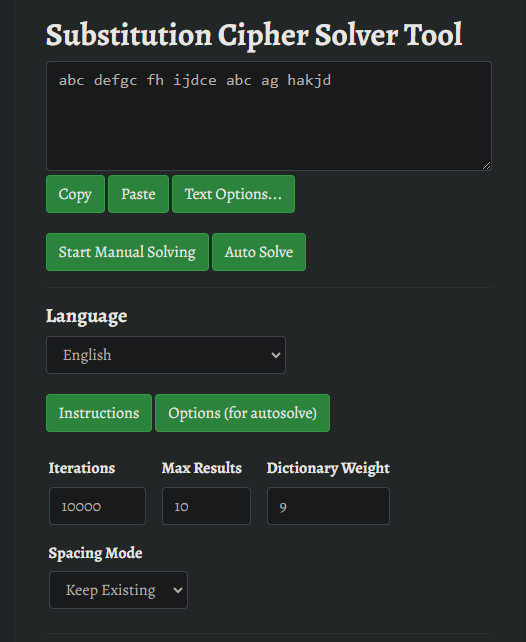 Substitution Cipher Solver Tool
abc defgc fh ijdce abc ag hakjd
Copy Paste Text Options...
Start Manual Solving Auto Solve
Language
English
Instructions Options (for autosolve)
Iterations Max Results Dictionary Weight
10000 10 9
Spacing Mode
Keep Existing